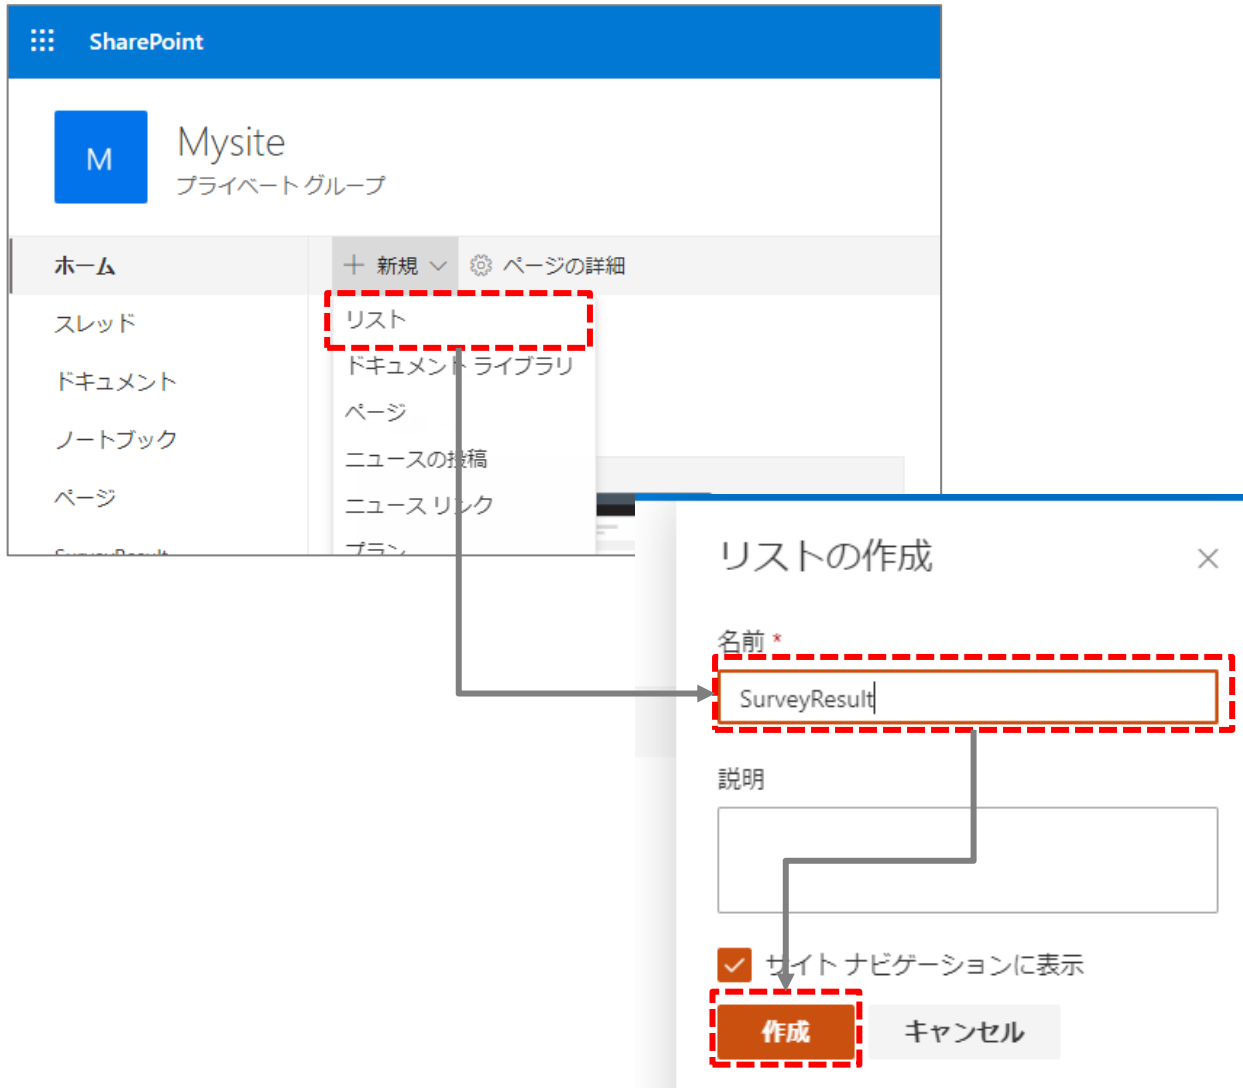 SharePoint
M
Mysite
プライベート グループ
ホーム
新規
ページの詳細
スレッド
ドキュメント
ノートブック
ページ
SurveyResult
リスト
ドキュメント ライブラリ
ページ
ニュースの投稿
ニュース リンク
プラン
リストの作成
名前 *
SurveyResult
説明
サイト ナビゲーションに表示
作成
キャンセル